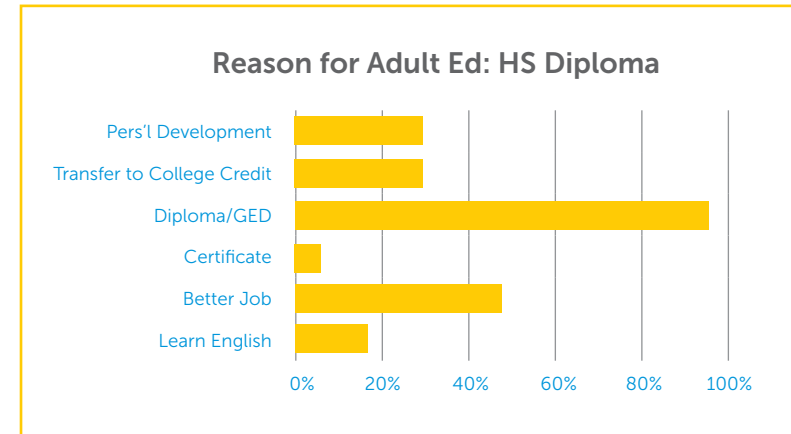 Reason for Adult Ed: HS Diploma
Pers'l Development
Transfer to College Credit
Diploma/GED
Certificate
Better Job
Learn English
0% 20% 40% 60% 80% 100%